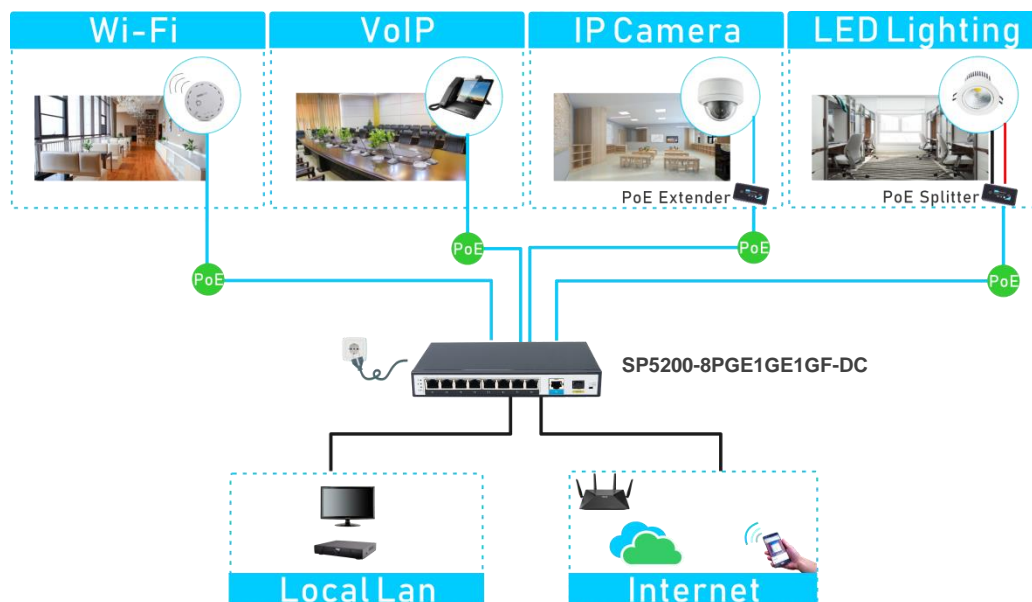 Wi-Fi
VoIP
IP Camera
LED Lighting
PoE Extender
PoE Splitter
PoE
PoE
PoE
PoE
SP5200-8PGE1GE1GF-DC
Local Lan
Internet